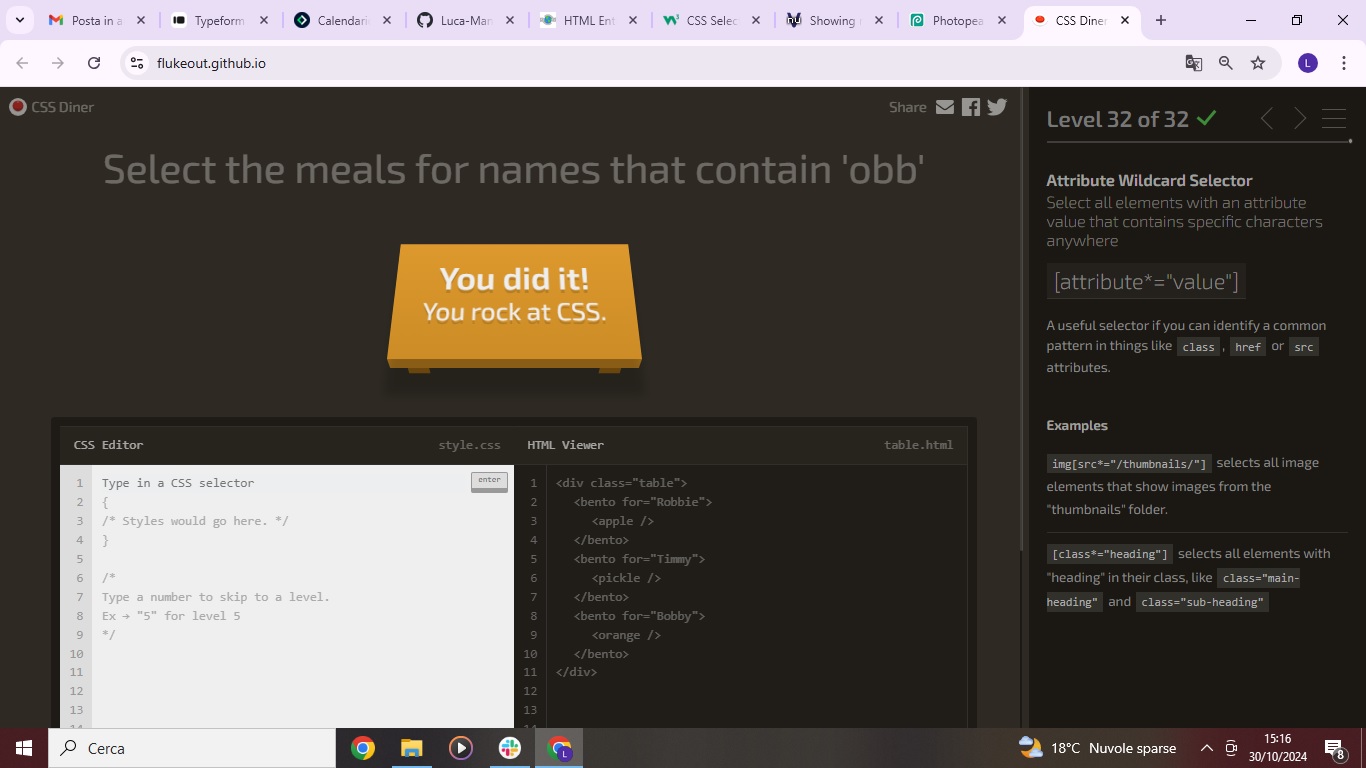 Posta in a
Typeform
Calendari
Luca-Man
HTML Ent
CSS Selec
Showing
Photopea
CSS Diner
flukeout.github.io
L
CSS Diner
Share
Select the meals for names that contain 'obb'
You did it!
You rock at CSS.
CSS Editor
style.css
HTML Viewer
table.html
1 Type in a CSS selector
enter
2 {
3 /* Styles would go here. */
4 }
5
6 /*
7 Type a number to skip to a level.
8 Ex → "5" for level 5
9 */
10
11
12
13
1 <div class="table">
2 <bento for="Robbie">
3 <apple />
4 </bento>
5 <bento for="Timmy">
6 <pickle />
7 </bento>
8 <bento for="Bobby">
9 <orange />
10 </bento>
11 </div>
12
13
Level 32 of 32
Attribute Wildcard Selector
Select all elements with an attribute
value that contains specific characters
anywhere
[attribute*="value"]
A useful selector if you can identify a common
pattern in things like class , href or src
attributes.
Examples
img[src*="/thumbnails/"] selects all image
elements that show images from the
"thumbnails" folder.
[class*="heading"] selects all elements with
"heading" in their class, like class="main-
heading" and class="sub-heading"
Cerca
L
18°C Nuvole sparse
15:16
30/10/2024
8